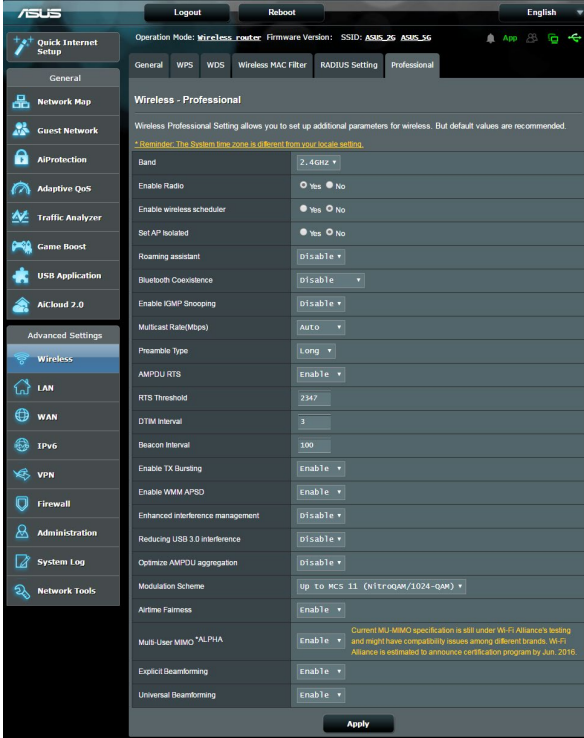 ASUS
Logout
Reboot
English
Quick Internet
Setup
Operation Mode: Wireless router Firmware Version: SSID: ASUS_2G ASUS_5G
App
General
WPS
WDS
Wireless MAC Filter
RADIUS Setting
Professional
General
Network Map
Guest Network
AiProtection
Adaptive QoS
Traffic Analyzer
Game Boost
USB Application
AiCloud 2.0
Advanced Settings
Wireless
LAN
WAN
IPv6
VPN
Firewall
Administration
System Log
Network Tools
Wireless - Professional
Wireless Professional Setting allows you to set up additional parameters for wireless. But default values are recommended.
* Reminder: The System time zone is different from your locale setting.
Band 2.4GHz
Enable Radio Yes No
Enable wireless scheduler Yes No
Set AP Isolated Yes No
Roaming assistant Disable
Bluetooth Coexistence Disable
Enable IGMP Snooping Disable
Multicast Rate(Mbps) Auto
Preamble Type Long
AMPDU RTS Enable
RTS Threshold 2347
DTIM Interval 3
Beacon Interval 100
Enable TX Bursting Enable
Enable WMM APSD Enable
Enhanced interference management Disable
Reducing USB 3.0 interference Disable
Optimize AMPDU aggregation Disable
Modulation Scheme Up to MCS 11 (NitroQAM/1024-QAM)
Airtime Fairness Enable
Multi-User MIMO *ALPHA Enable
Current MU-MIMO specification is still under Wi-Fi Alliance's testing
and might have compatibility issues among different brands. Wi-Fi
Alliance is estimated to announce certification program by Jun. 2016.
Explicit Beamforming Enable
Universal Beamforming Enable
Apply